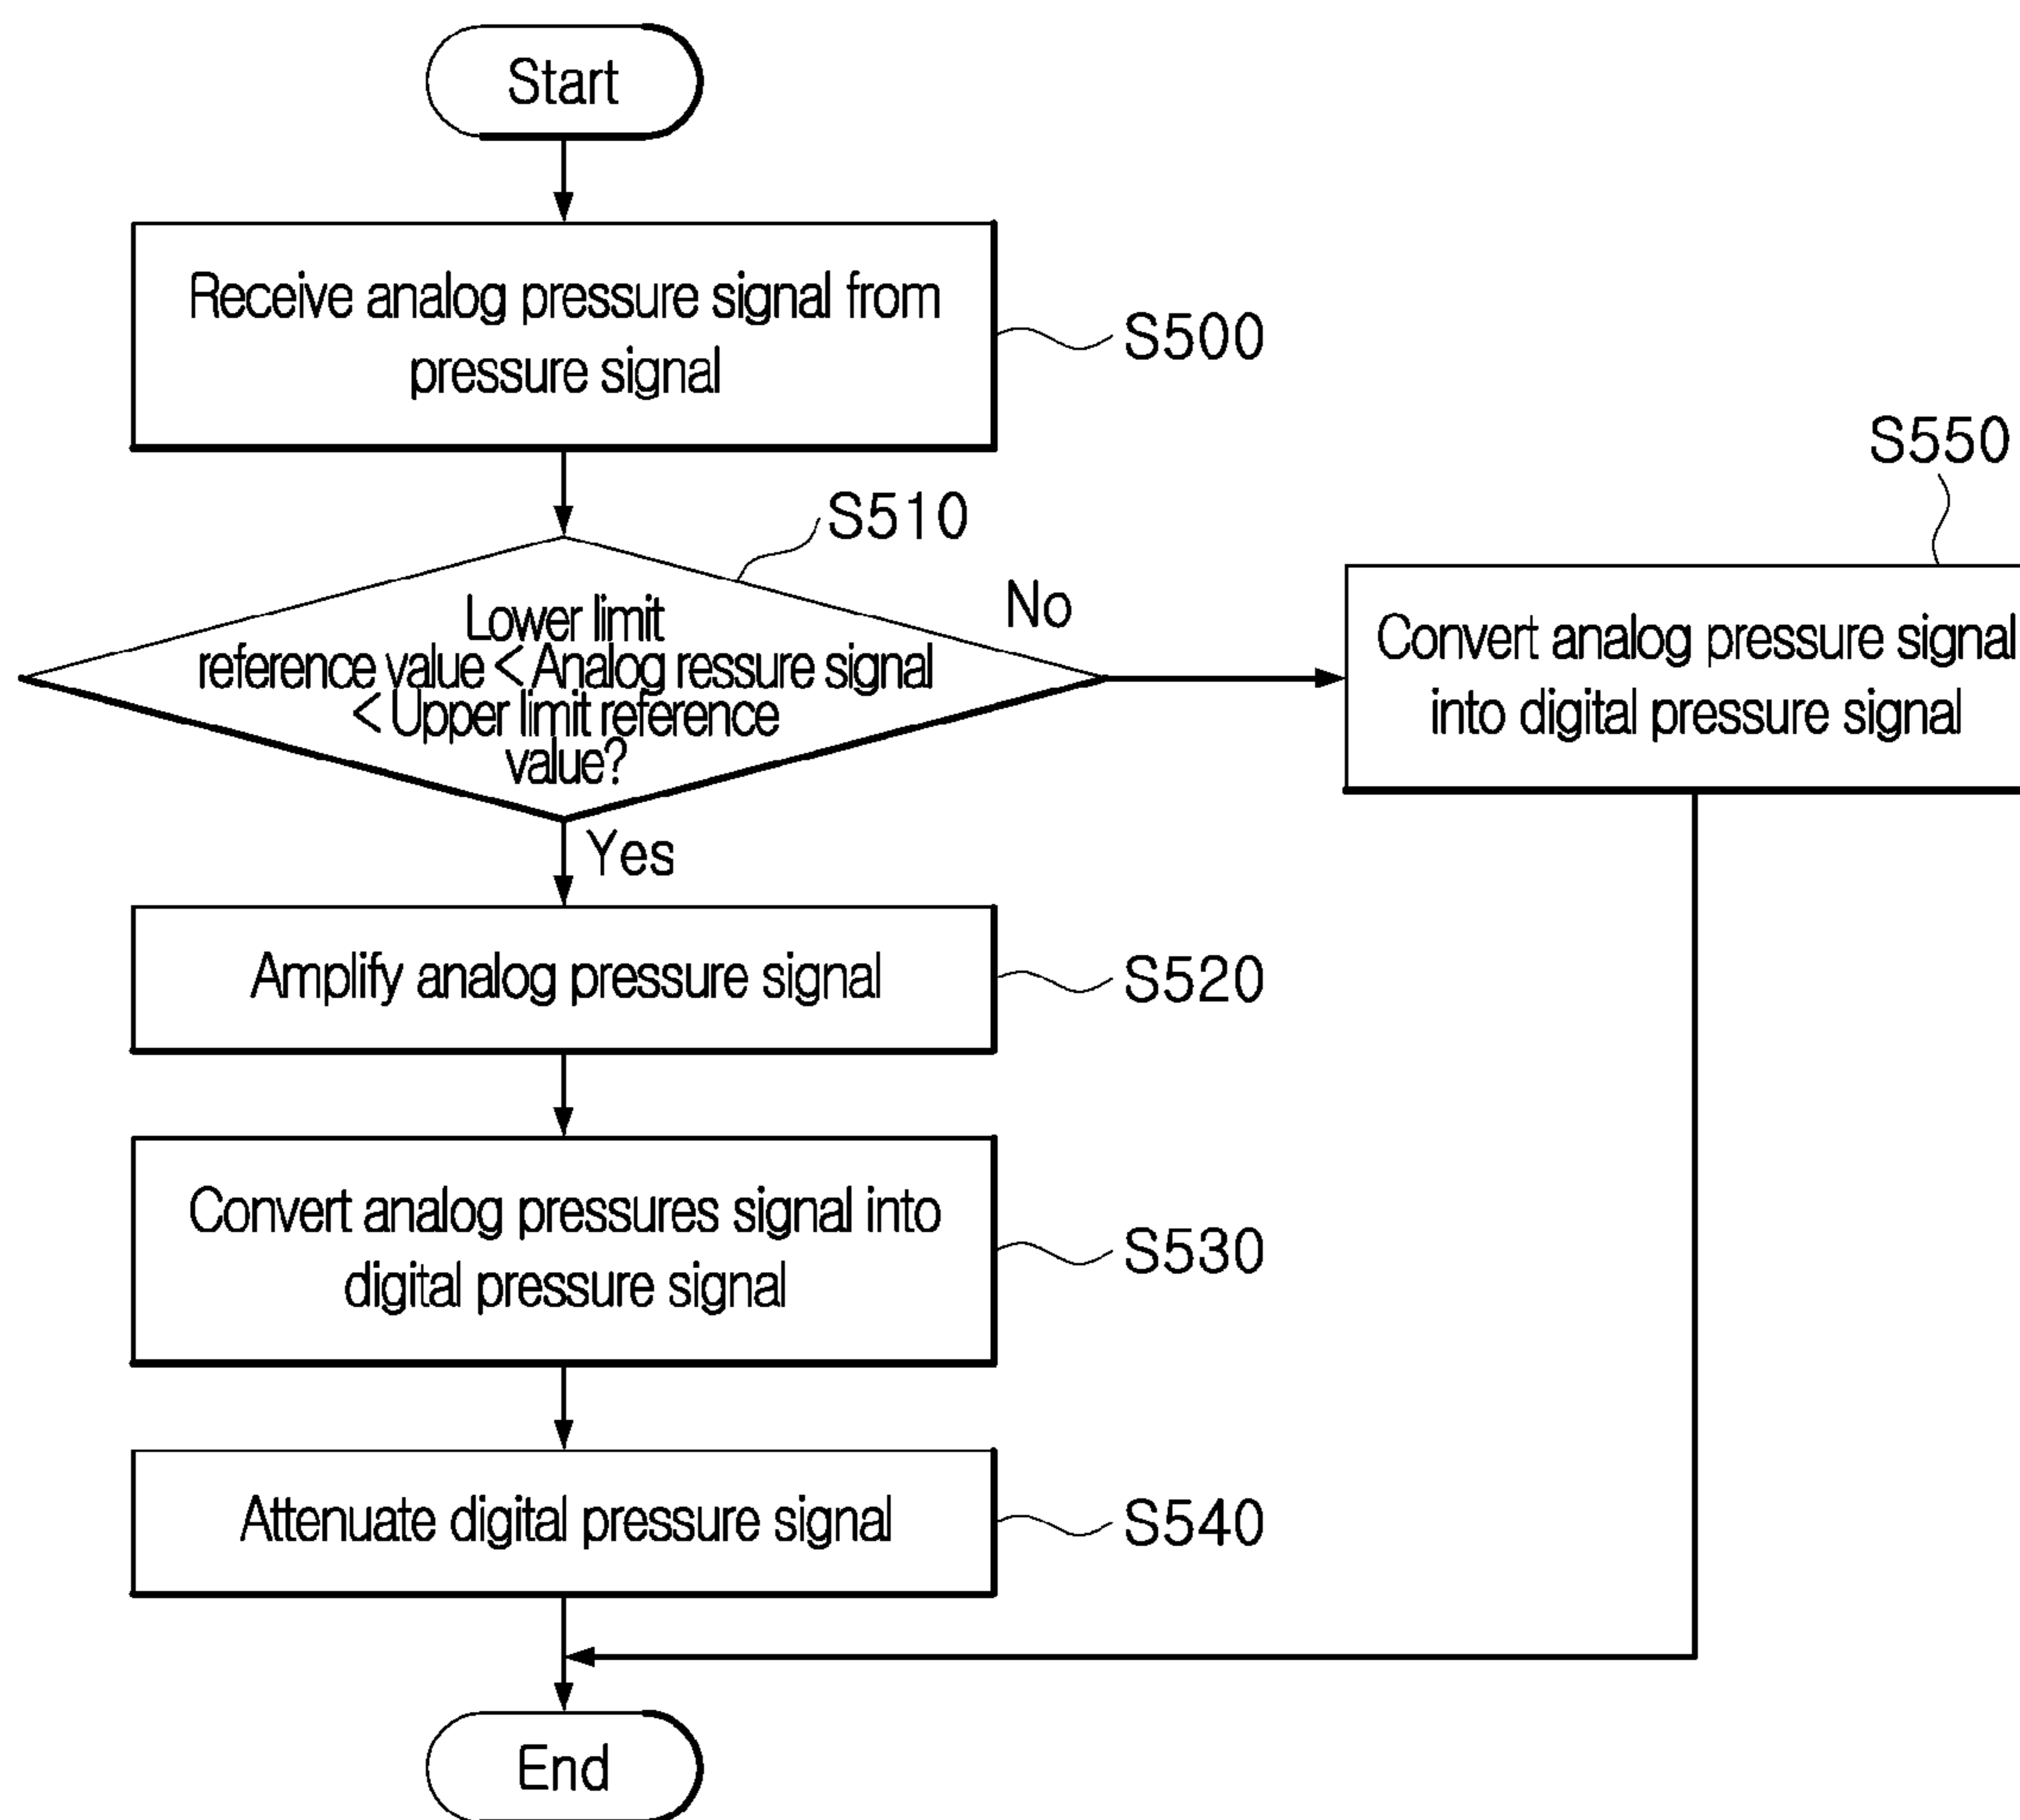 Start
Receive analog pressure signal from
pressure signal
S500
S510
Lower limit
reference value < Analog ressure signal
< Upper limit reference
value?
No
S550
Convert analog pressure signal
into digital pressure signal
Yes
Amplify analog pressure signal
S520
Convert analog pressures signal into
digital pressure signal
S530
Attenuate digital pressure signal
S540
End